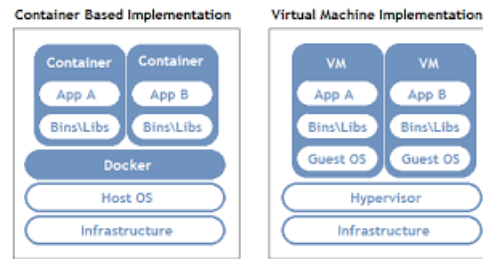 Container Based Implementation
Container Container
App A App B
Bins\Libs Bins\Libs
Docker
Host OS
Infrastructure
Virtual Machine Implementation
VM VM
App A App B
Bins\Libs Bins\Libs
Guest OS Guest OS
Hypervisor
Infrastructure